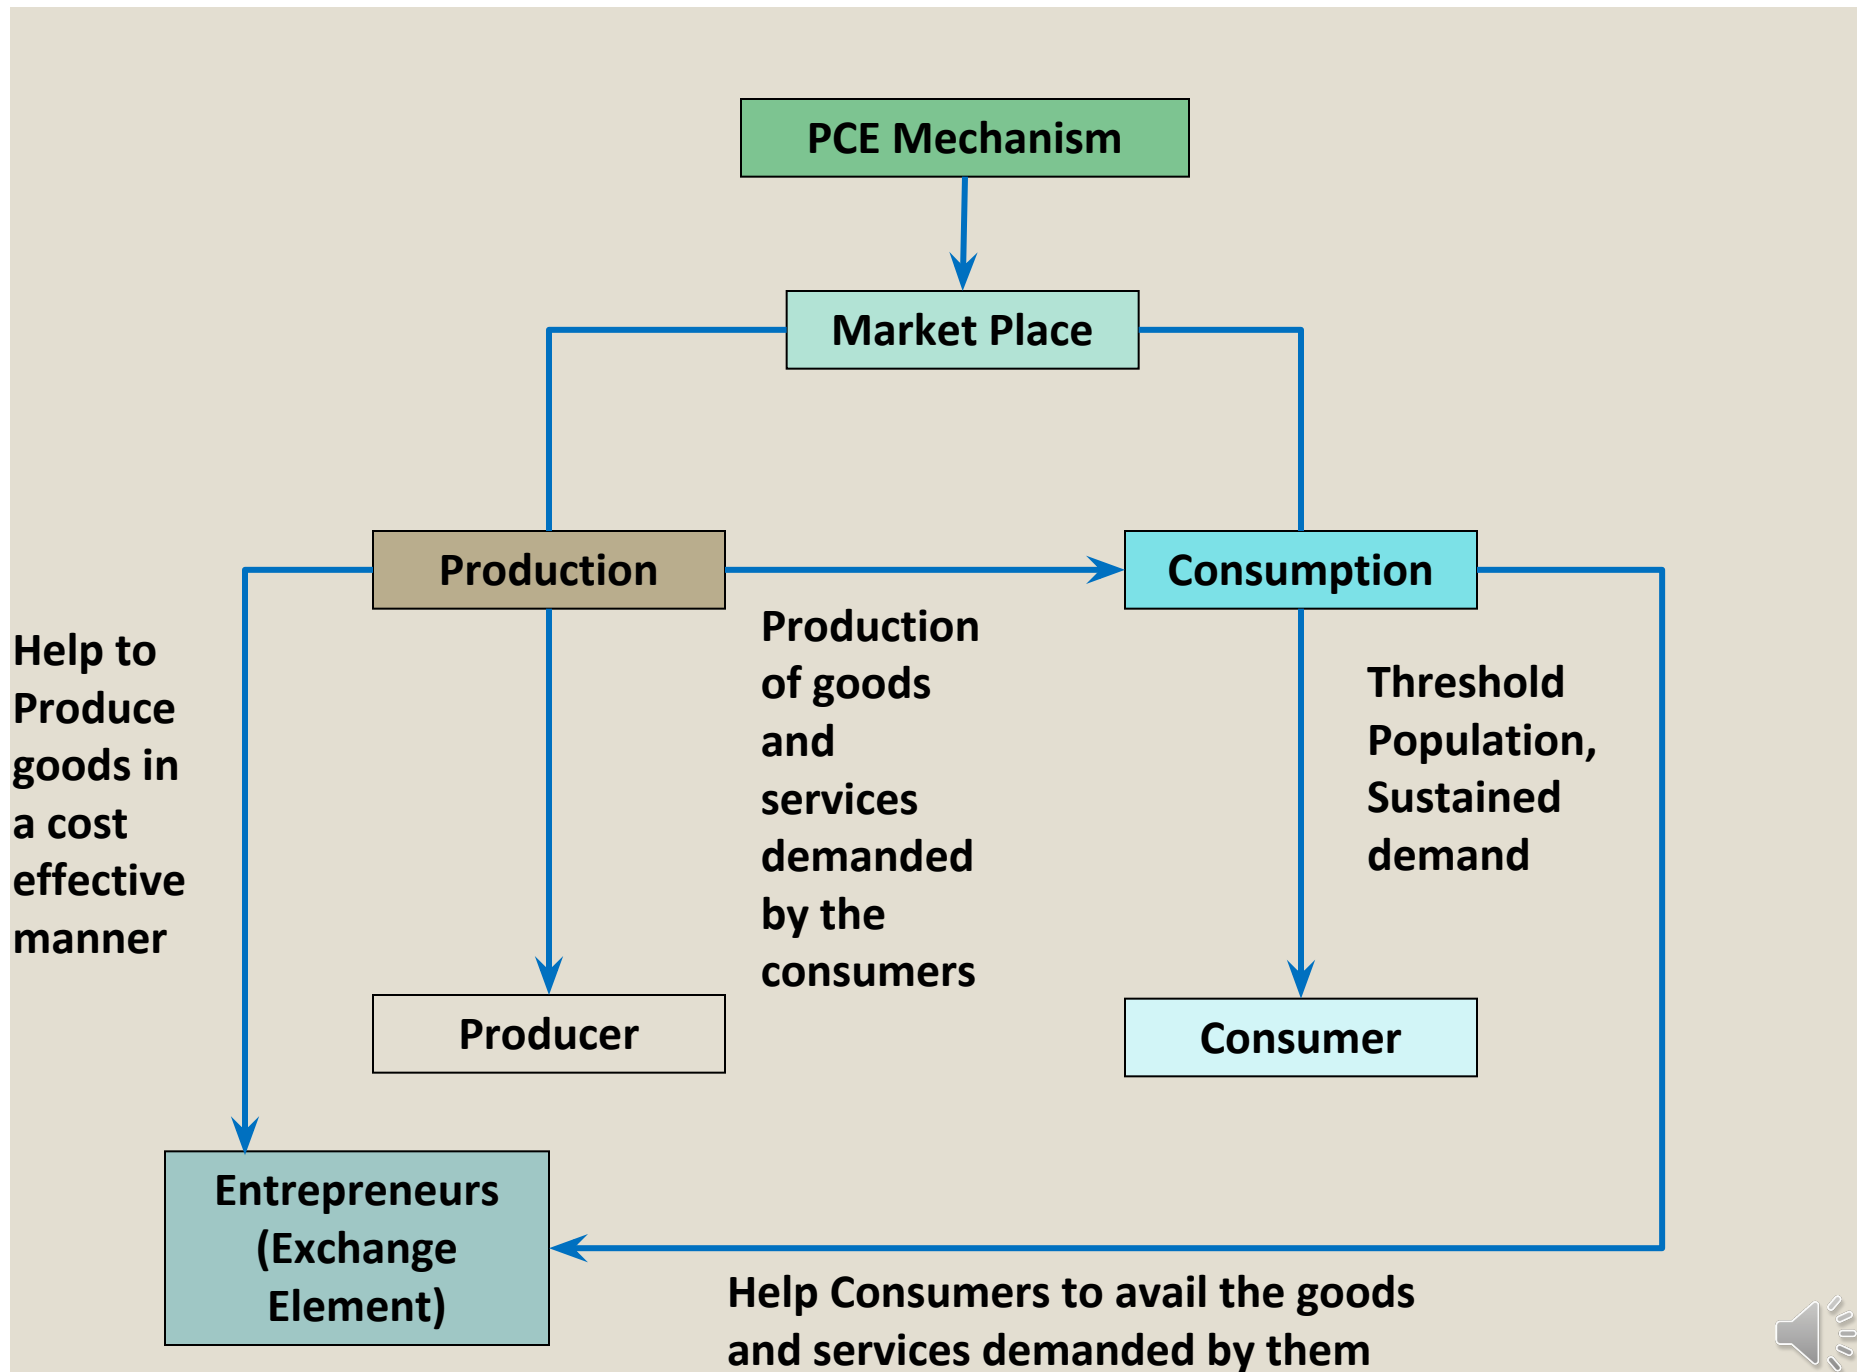 PCE Mechanism
Market Place
Production
Consumption
Help to
Produce
goods in
a cost
effective
manner
Production
of goods
and
services
demanded
by the
consumers
Threshold
Population,
Sustained
demand
Producer
Consumer
Entrepreneurs
(Exchange
Element)
Help Consumers to avail the goods
and services demanded by them